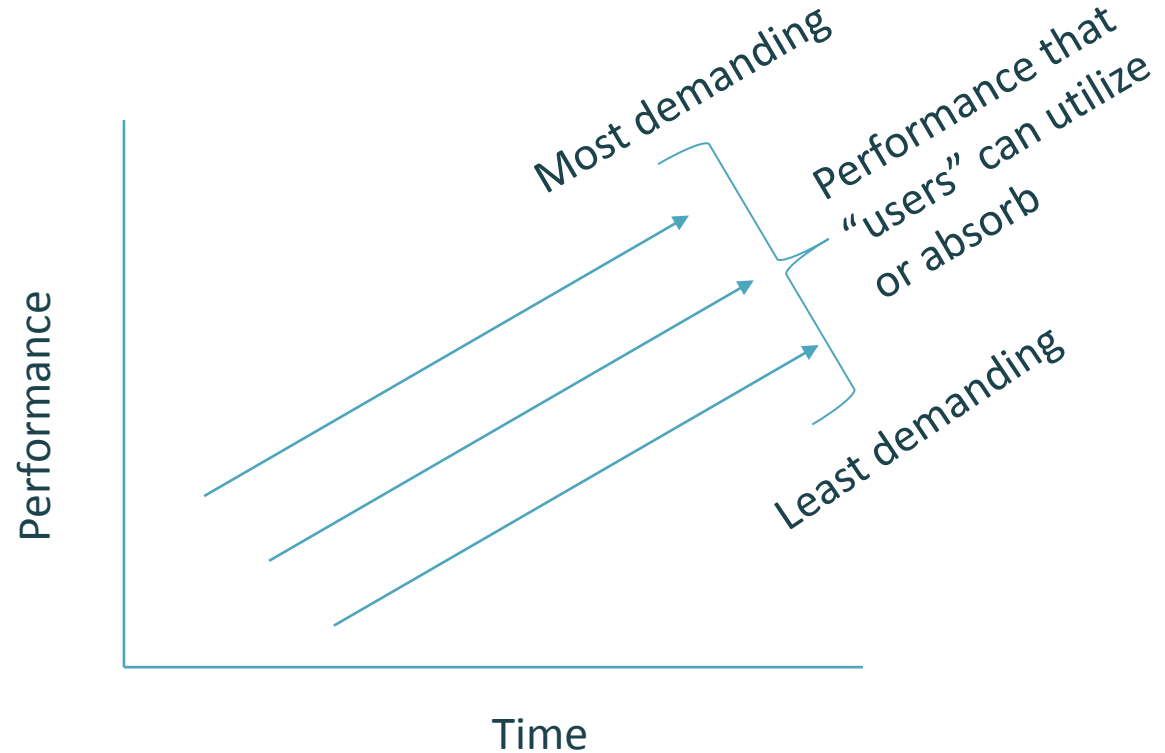 Most demanding
Performance that
“users” can utilize
or absorb
Least demanding
Performance
Time